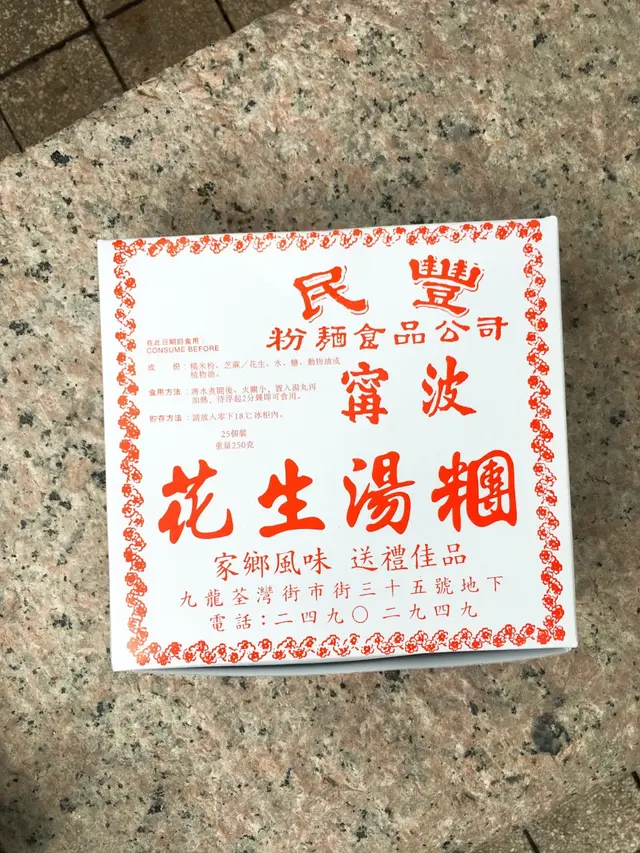 民豐
粉麵食品公司
在此日期前食用：
CONSUME BEFORE
成　份：糯米粉、芝蔴／花生、水、糖、動物油或
植物油。
食用方法：將水煮開後、火關小，置入湯丸再
加熱，待浮起2分鐘即可食用。
貯存方法：請放入零下18℃冰柜內。
25個裝
重量250克
甯波
花生湯糰
家鄉風味 送禮佳品
九龍荃灣街市街三十五號地下
電話：二四九〇二九四九